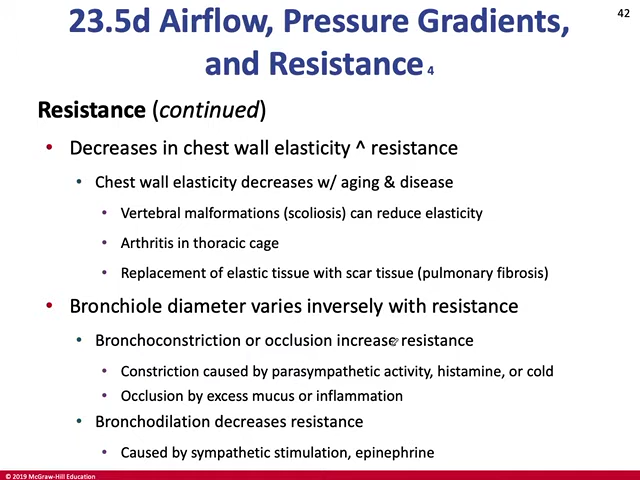 42
23.5d Airflow, Pressure Gradients,
and Resistance 4
Resistance (continued)
• Decreases in chest wall elasticity ^ resistance
• Chest wall elasticity decreases w/ aging & disease
• Vertebral malformations (scoliosis) can reduce elasticity
• Arthritis in thoracic cage
• Replacement of elastic tissue with scar tissue (pulmonary fibrosis)
• Bronchiole diameter varies inversely with resistance
• Bronchoconstriction or occlusion increase resistance
• Constriction caused by parasympathetic activity, histamine, or cold
• Occlusion by excess mucus or inflammation
• Bronchodilation decreases resistance
• Caused by sympathetic stimulation, epinephrine
© 2019 McGraw-Hill Education